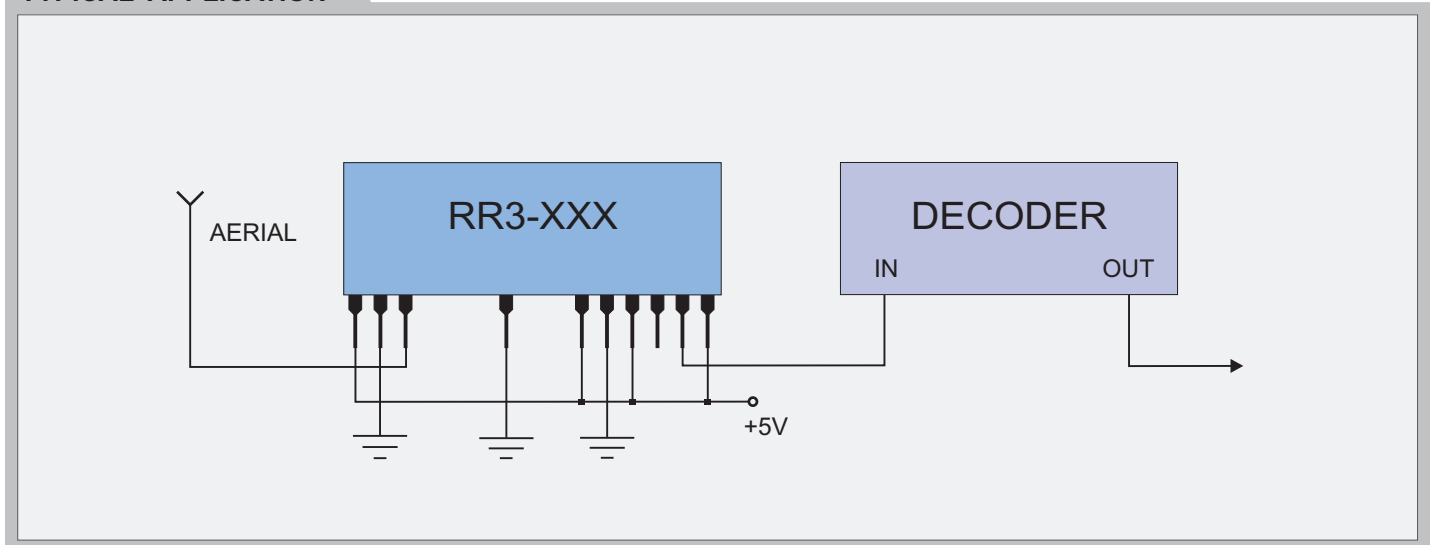 RR3-XXX
DECODER
AERIAL
IN
OUT
+5V